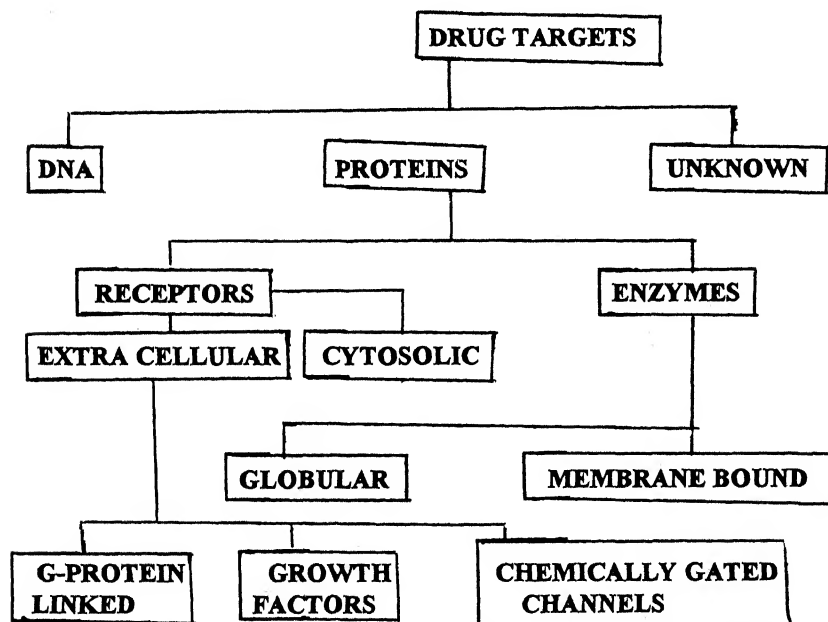 DRUG TARGETS
DNA
PROTEINS
UNKNOWN
RECEPTORS
ENZYMES
EXTRA CELLULAR
CYTOSOLIC
GLOBULAR
MEMBRANE BOUND
G-PROTEIN
LINKED
GROWTH
FACTORS
CHEMICALLY GATED
CHANNELS